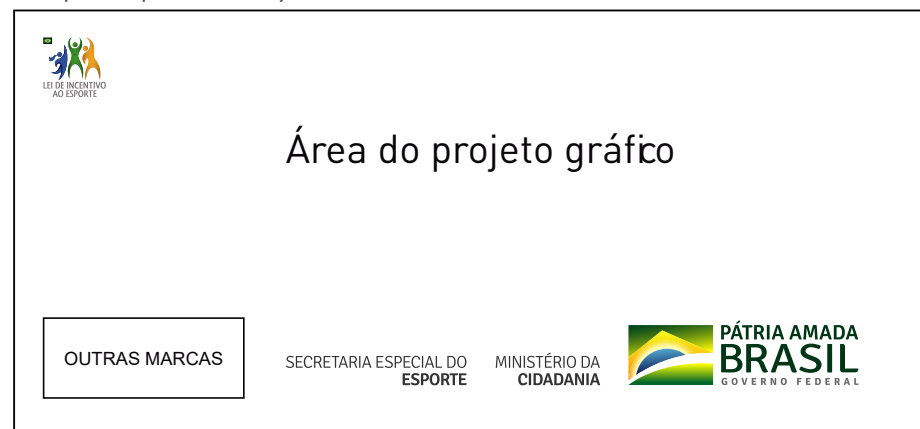 LEI DE INCENTIVO
AO ESPORTE
Área do projeto gráfico
OUTRAS MARCAS
SECRETARIA ESPECIAL DO
ESPORTE
MINISTÉRIO DA
CIDADANIA
PÁTRIA AMADA
BRASIL
GOVERNO FEDERAL